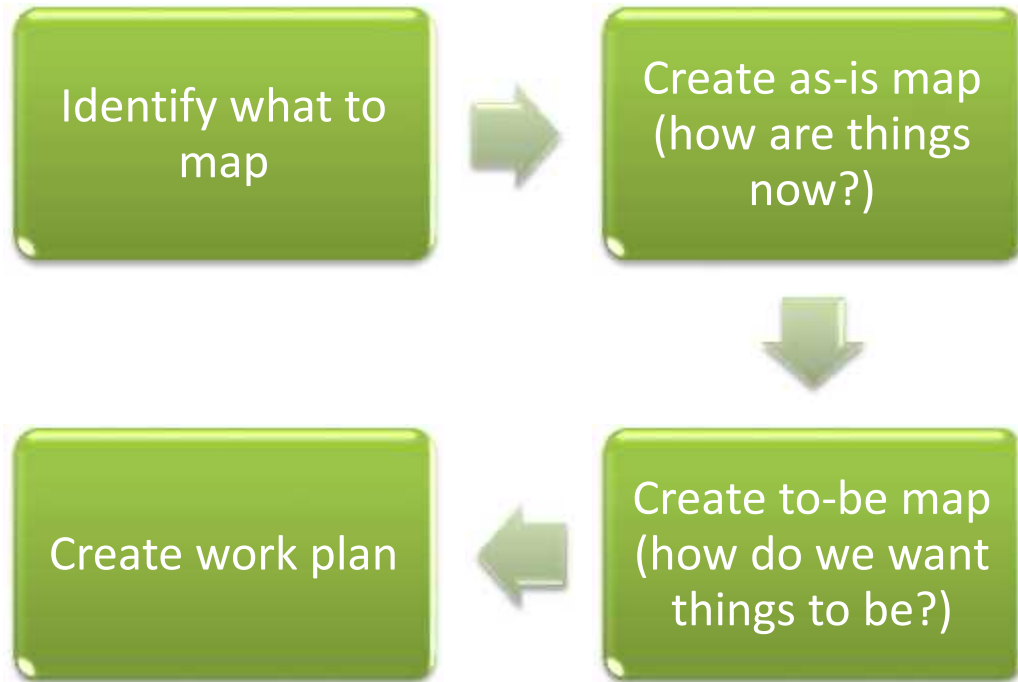 Identify what to
map
Create as-is map
(how are things
now?)
Create to-be map
(how do we want
things to be?)
Create work plan